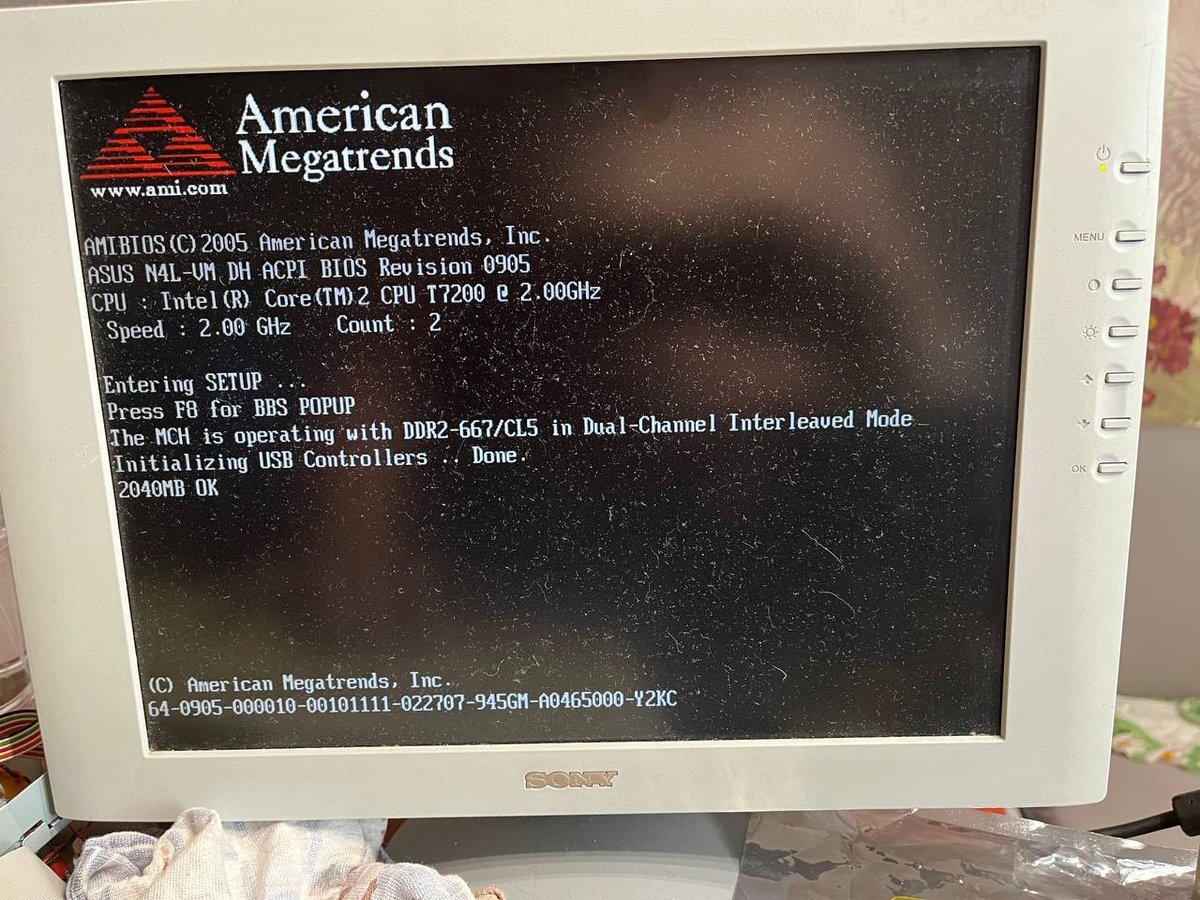 American
Megatrends
www.ami.com
AMIBIOS(C)2005 American Megatrends, Inc.
ASUS N4L-VM DH ACPI BIOS Revision 0905
CPU : Intel(R) Core(TM)2 CPU T7200 @ 2.00GHz
Speed : 2.00 GHz Count : 2
Entering SETUP ...
Press F8 for BBS POPUP
The MCH is operating with DDR2-667/CL5 in Dual-Channel Interleaved Mode
Initializing USB Controllers .. Done.
2040MB OK
(C) American Megatrends, Inc.
64-0905-000010-00101111-022707-945GM-A0465000-Y2KC
MENU
OK
SONY